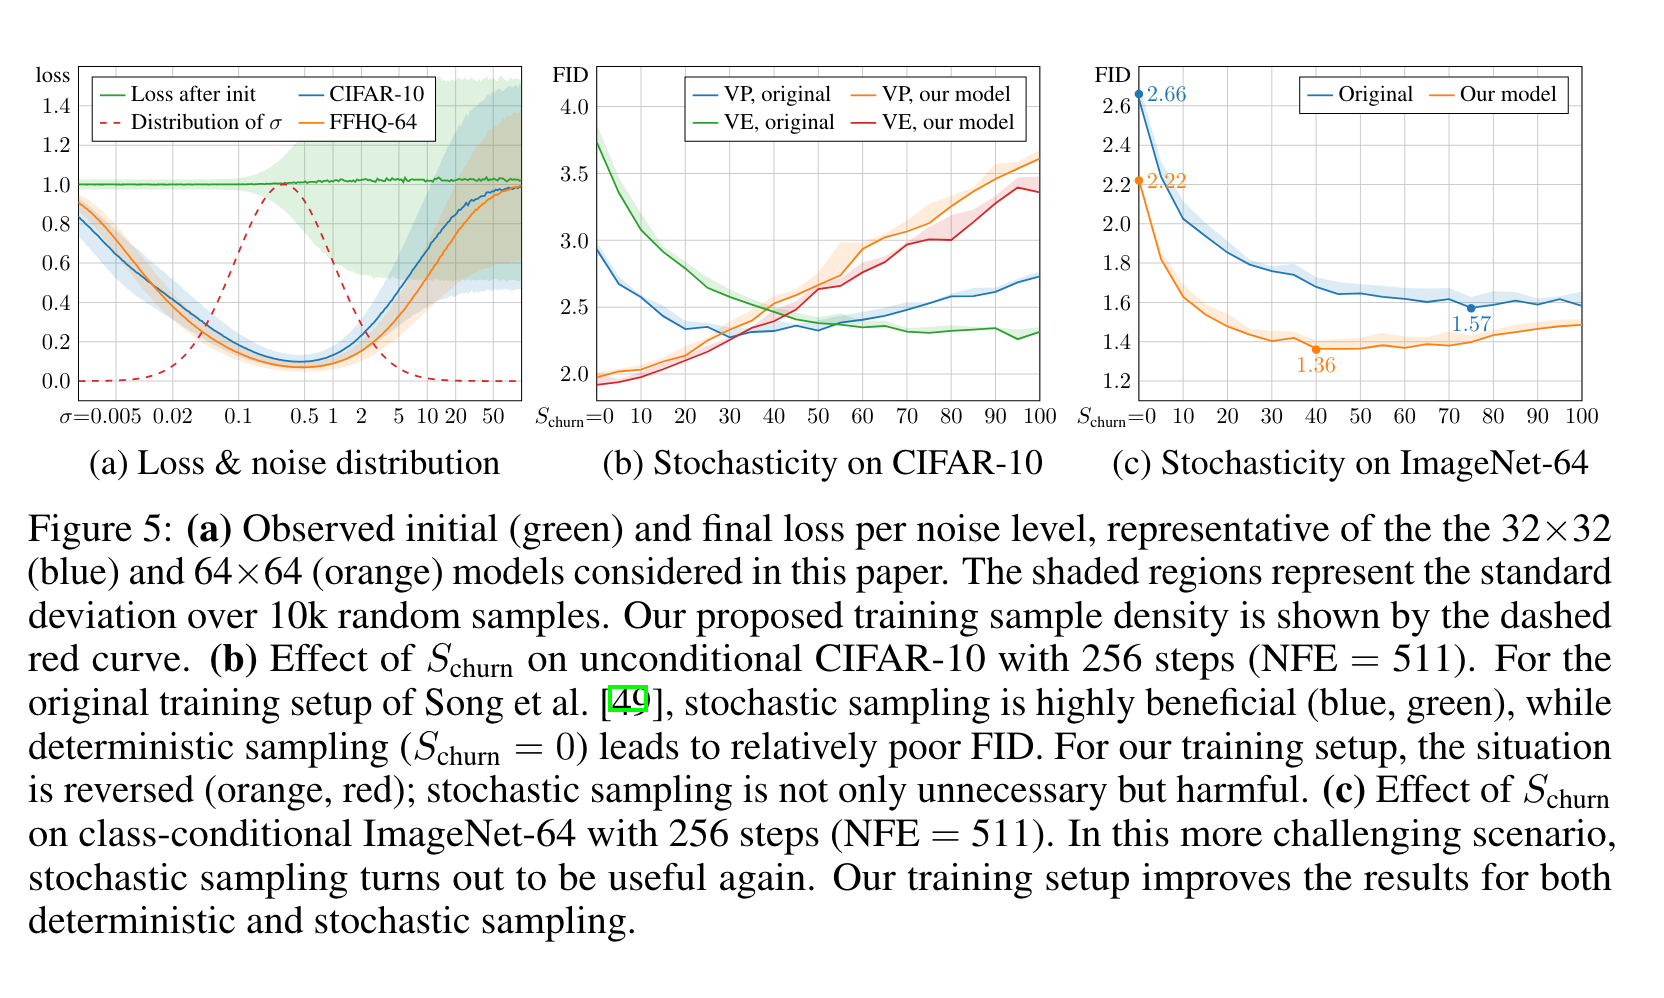 loss
1.4
1.2
1.0
0.8
0.6
0.4
0.2
0.0
Loss after init
CIFAR-10
Distribution of σ
FFHQ-64
σ=0.005 0.02 0.1 0.5 1 2 5 10 20 50
(a) Loss & noise distribution
FID
4.0
3.5
3.0
2.5
2.0
VP, original
VP, our model
VE, original
VE, our model
S_churn=0 10 20 30 40 50 60 70 80 90 100
(b) Stochasticity on CIFAR-10
FID
2.6
2.4
2.2
2.0
1.8
1.6
1.4
1.2
Original
Our model
2.66
2.22
1.57
1.36
S_churn=0 10 20 30 40 50 60 70 80 90 100
(c) Stochasticity on ImageNet-64
Figure 5: (a) Observed initial (green) and final loss per noise level, representative of the the 32×32
(blue) and 64×64 (orange) models considered in this paper. The shaded regions represent the standard
deviation over 10k random samples. Our proposed training sample density is shown by the dashed
red curve. (b) Effect of S_churn on unconditional CIFAR-10 with 256 steps (NFE = 511). For the
original training setup of Song et al. [49], stochastic sampling is highly beneficial (blue, green), while
deterministic sampling (S_churn = 0) leads to relatively poor FID. For our training setup, the situation
is reversed (orange, red); stochastic sampling is not only unnecessary but harmful. (c) Effect of S_churn
on class-conditional ImageNet-64 with 256 steps (NFE = 511). In this more challenging scenario,
stochastic sampling turns out to be useful again. Our training setup improves the results for both
deterministic and stochastic sampling.